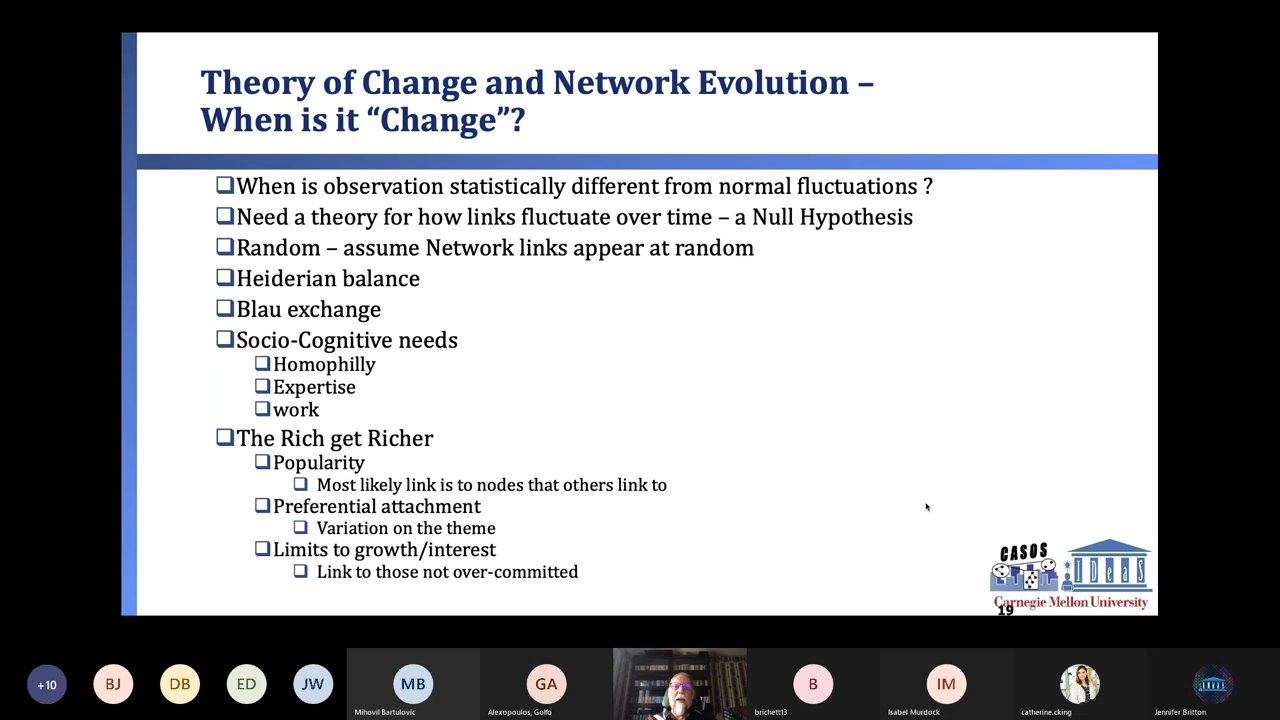 Theory of Change and Network Evolution –
When is it “Change”?
When is observation statistically different from normal fluctuations ?
Need a theory for how links fluctuate over time – a Null Hypothesis
Random – assume Network links appear at random
Heiderian balance
Blau exchange
Socio-Cognitive needs
Homophilly
Expertise
work
The Rich get Richer
Popularity
Most likely link is to nodes that others link to
Preferential attachment
Variation on the theme
Limits to growth/interest
Link to those not over-committed
CASOS
IDeaS
Carnegie Mellon University
19
+10
BJ
DB
ED
JW
MB
GA
B
IM
Mihovil Bartulovic
Alexopoulos, Golfo
brichett13
Isabel Murdock
catherine.cking
Jennifer Britton